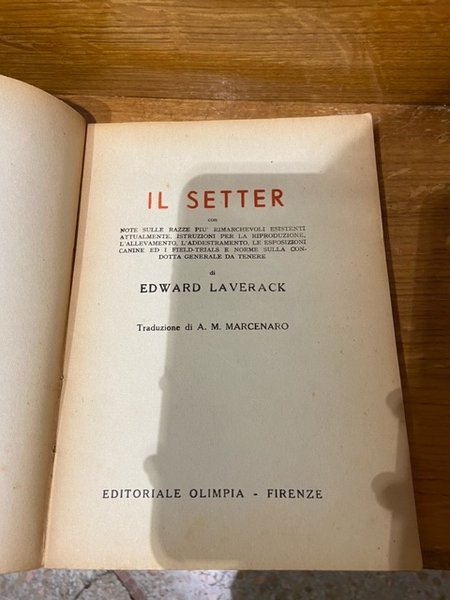 IL SETTER
con
NOTE SULLE RAZZE PIU' RIMARCHEVOLI ESISTENTI
ATTUALMENTE, ISTRUZIONI PER LA RIPRODUZIONE,
L'ALLEVAMENTO, L'ADDESTRAMENTO, LE ESPOSIZIONI
CANINE ED I FIELD-TRIALS E NORME SULLA CON-
DOTTA GENERALE DA TENERE
di
EDWARD LAVERACK
Traduzione di A. M. MARCENARO
EDITORIALE OLIMPIA - FIRENZE